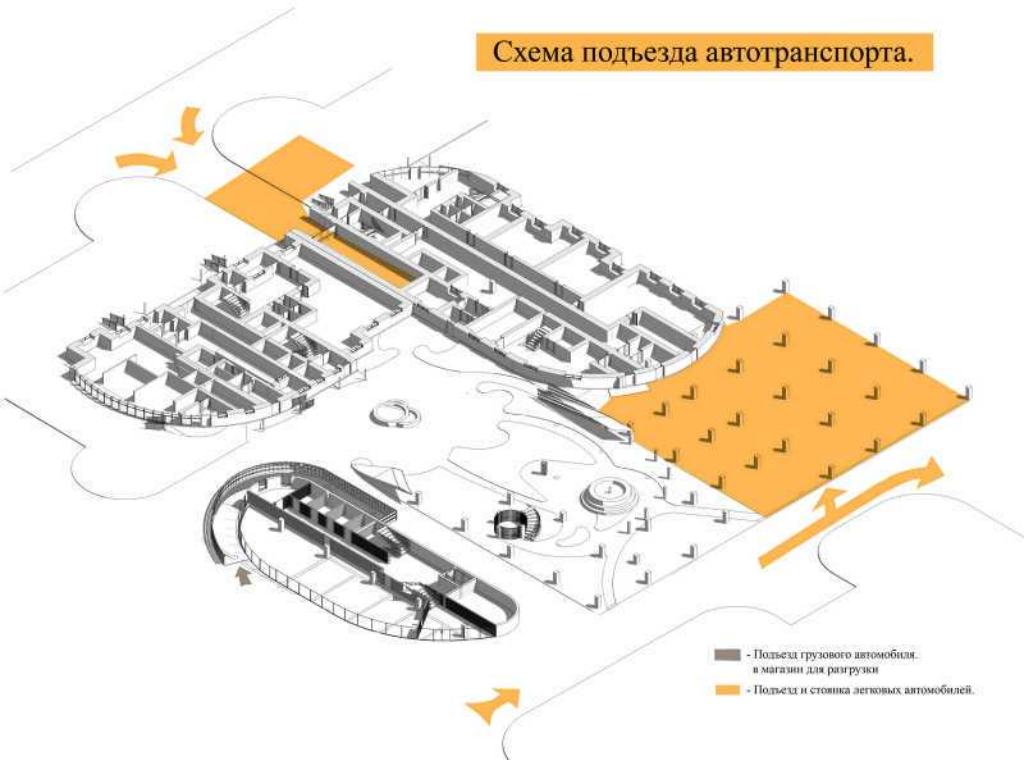 Схема подъезда автотранспорта.
- Подъезд грузового автомобиля.
в магазин для разгрузки
- Подъезд и стоянка легковых автомобилей.